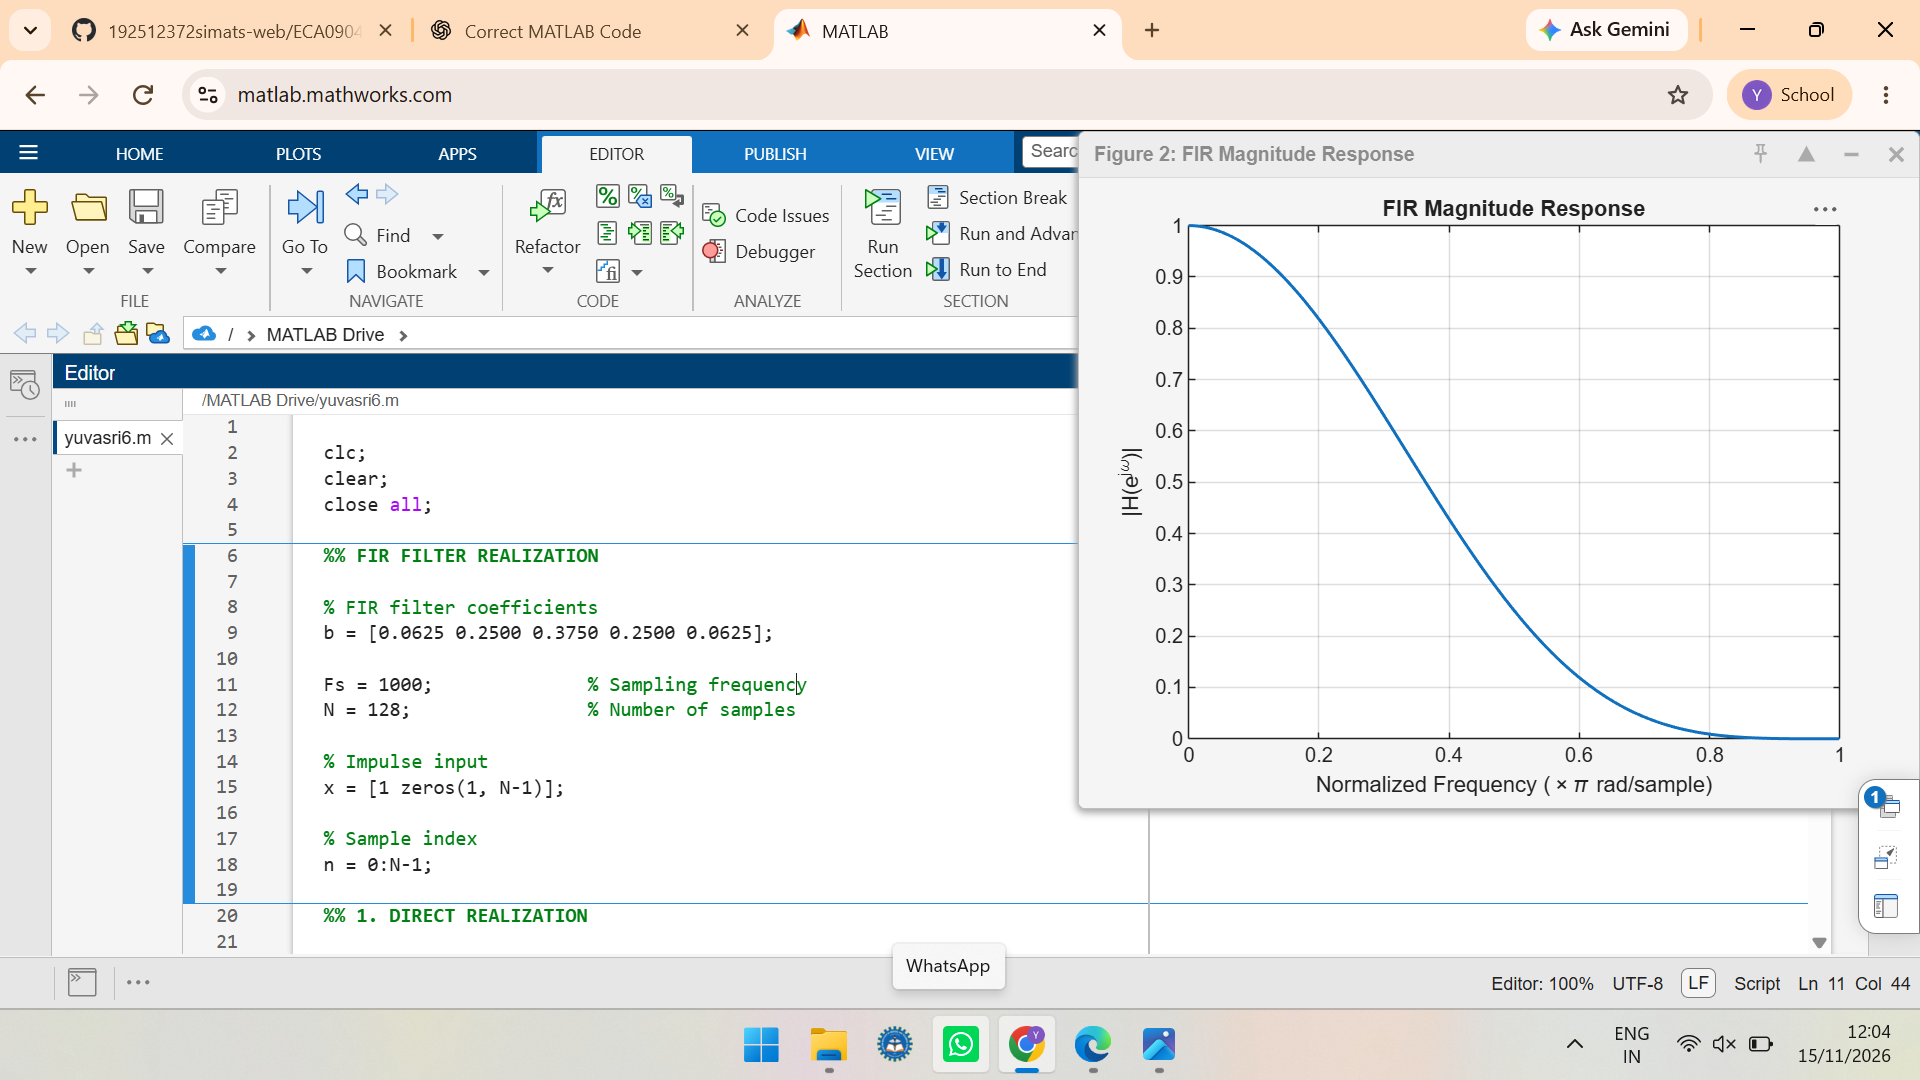 192512372simats-web/ECA0904
Correct MATLAB Code
MATLAB
Ask Gemini
matlab.mathworks.com
Y School
HOME PLOTS APPS EDITOR PUBLISH VIEW Searc
New Open Save Compare
FILE
Go To Find Bookmark
NAVIGATE
Refactor
CODE
Code Issues
Debugger
ANALYZE
Run Section
Section Break
Run and Advan
Run to End
SECTION
/ › MATLAB Drive ›
Editor
/MATLAB Drive/yuvasri6.m
yuvasri6.m
1
2 clc;
3 clear;
4 close all;
5
6 %% FIR FILTER REALIZATION
7
8 % FIR filter coefficients
9 b = [0.0625 0.2500 0.3750 0.2500 0.0625];
10
11 Fs = 1000; % Sampling frequency
12 N = 128; % Number of samples
13
14 % Impulse input
15 x = [1 zeros(1, N-1)];
16
17 % Sample index
18 n = 0:N-1;
19
20 %% 1. DIRECT REALIZATION
21
Figure 2: FIR Magnitude Response
FIR Magnitude Response
1
0.9
0.8
0.7
0.6
0.5
0.4
0.3
0.2
0.1
0
|H(e^jω)|
0 0.2 0.4 0.6 0.8 1
Normalized Frequency ( × π rad/sample)
1
WhatsApp
Editor: 100% UTF-8 LF Script Ln 11 Col 44
ENG
IN
12:04
15/11/2026